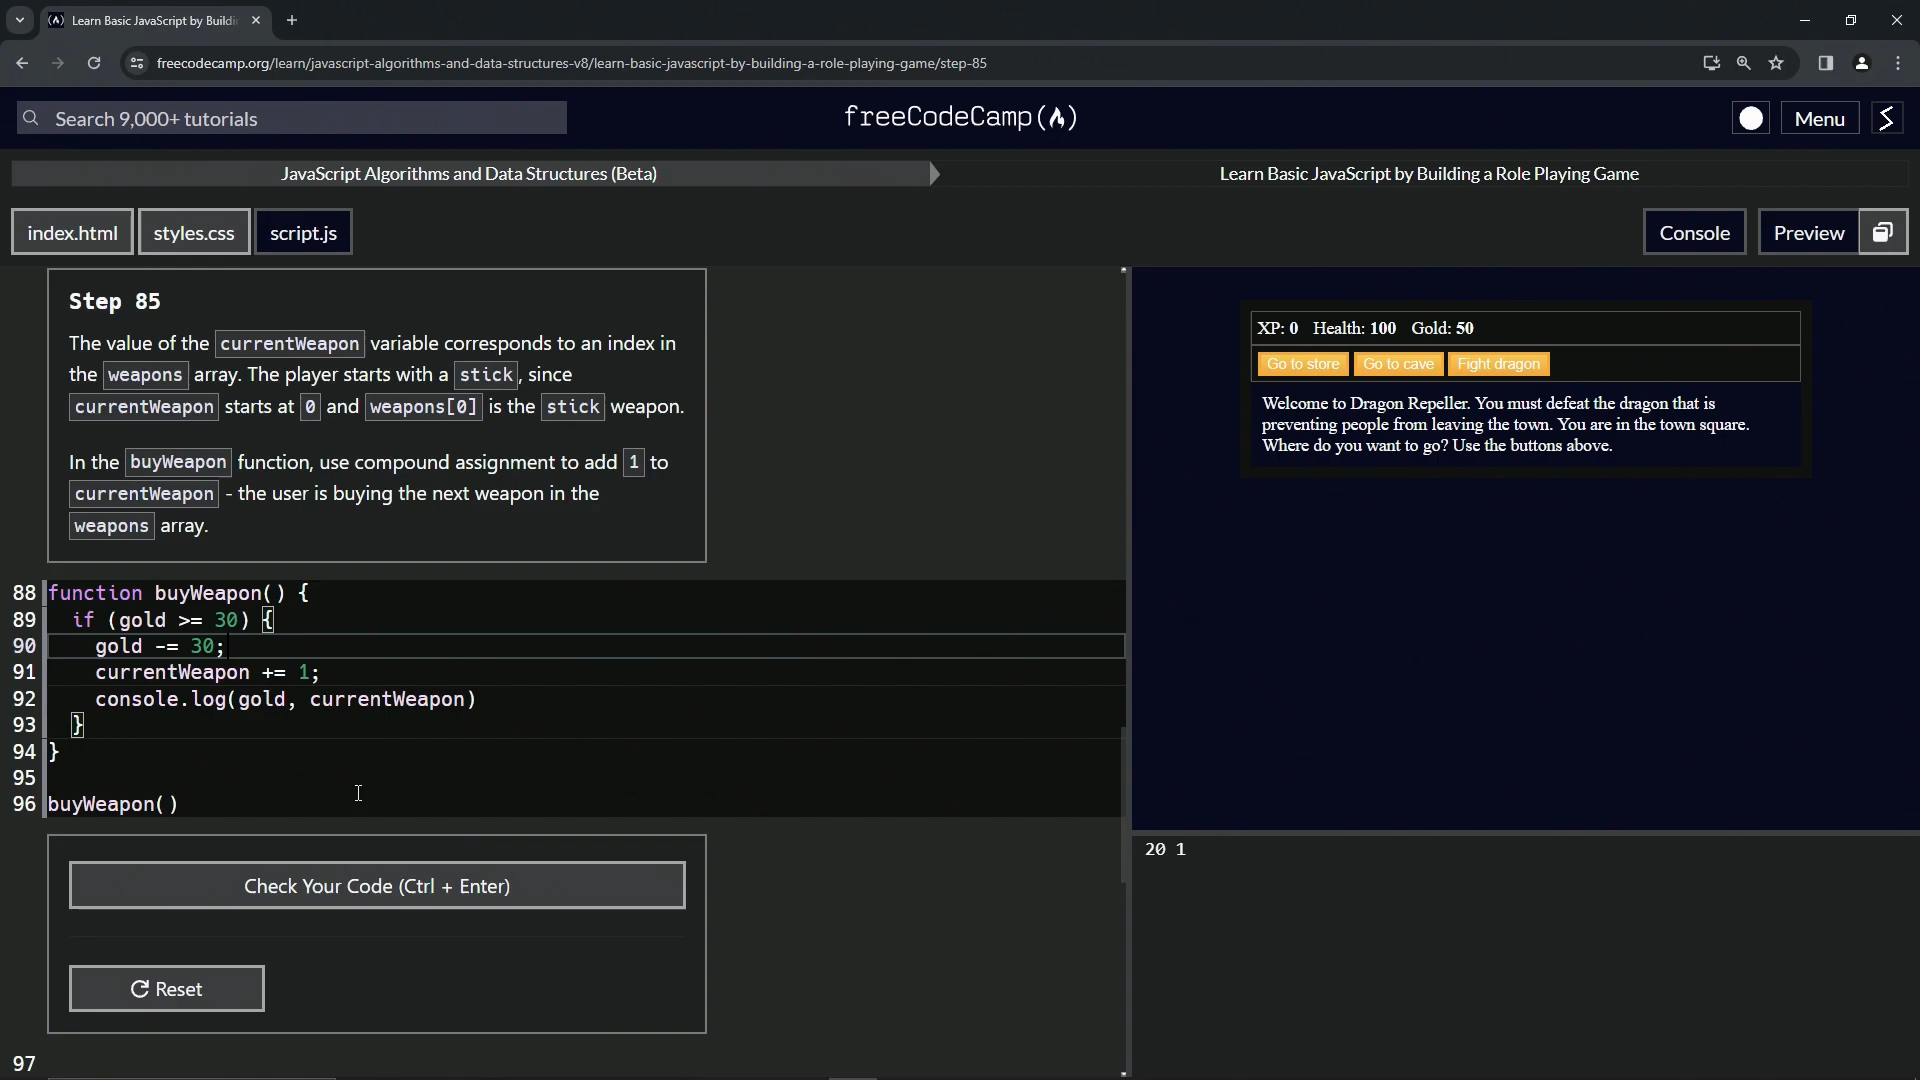 Learn Basic JavaScript by Buildi
freecodecamp.org/learn/javascript-algorithms-and-data-structures-v8/learn-basic-javascript-by-building-a-role-playing-game/step-85
Search 9,000+ tutorials
freeCodeCamp(🔥)
Menu
JavaScript Algorithms and Data Structures (Beta)
Learn Basic JavaScript by Building a Role Playing Game
index.html
styles.css
script.js
Console
Preview
Step 85
The value of the currentWeapon variable corresponds to an index in
the weapons array. The player starts with a stick, since
currentWeapon starts at 0 and weapons[0] is the stick weapon.
In the buyWeapon function, use compound assignment to add 1 to
currentWeapon - the user is buying the next weapon in the
weapons array.
88 function buyWeapon() {
89 if (gold >= 30) {
90 gold -= 30;
91 currentWeapon += 1;
92 console.log(gold, currentWeapon)
93 }
94 }
95
96 buyWeapon()
Check Your Code (Ctrl + Enter)
Reset
97
XP: 0 Health: 100 Gold: 50
Go to store
Go to cave
Fight dragon
Welcome to Dragon Repeller. You must defeat the dragon that is
preventing people from leaving the town. You are in the town square.
Where do you want to go? Use the buttons above.
20 1